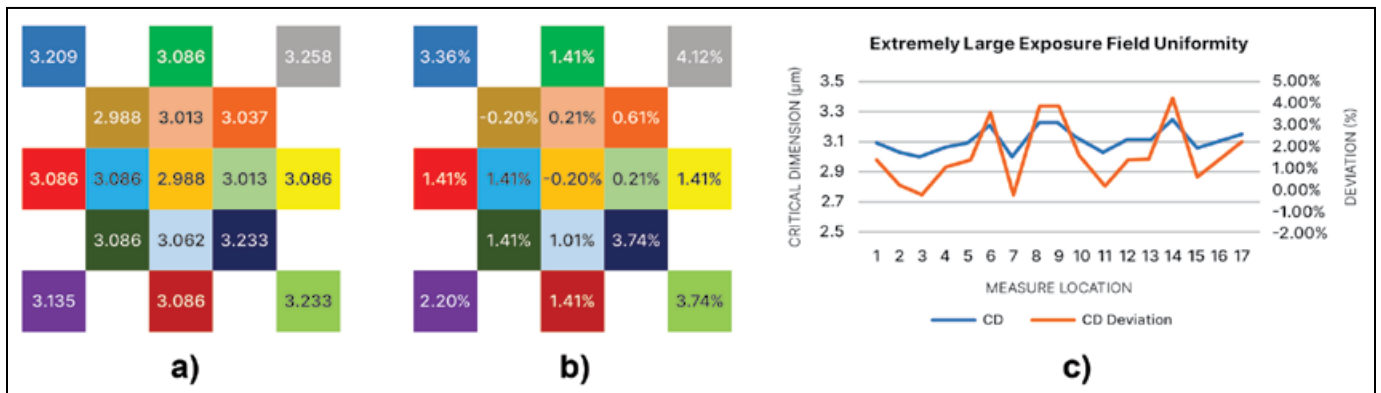 3.209 3.086 3.258
2.988 3.013 3.037
3.086 3.086 2.988 3.013 3.086
3.086 3.062 3.233
3.135 3.086 3.233
a)
3.36% 1.41% 4.12%
-0.20% 0.21% 0.61%
1.41% 1.41% -0.20% 0.21% 1.41%
1.41% 1.01% 3.74%
2.20% 1.41% 3.74%
b)
Extremely Large Exposure Field Uniformity
CRITICAL DIMENSION (µm)
3.5
3.3
3.1
2.9
2.7
2.5
5.00%
4.00%
3.00%
2.00%
1.00%
0.00%
-1.00%
-2.00%
DEVIATION (%)
1 2 3 4 5 6 7 8 9 10 11 12 13 14 15 16 17
MEASURE LOCATION
CD CD Deviation
c)